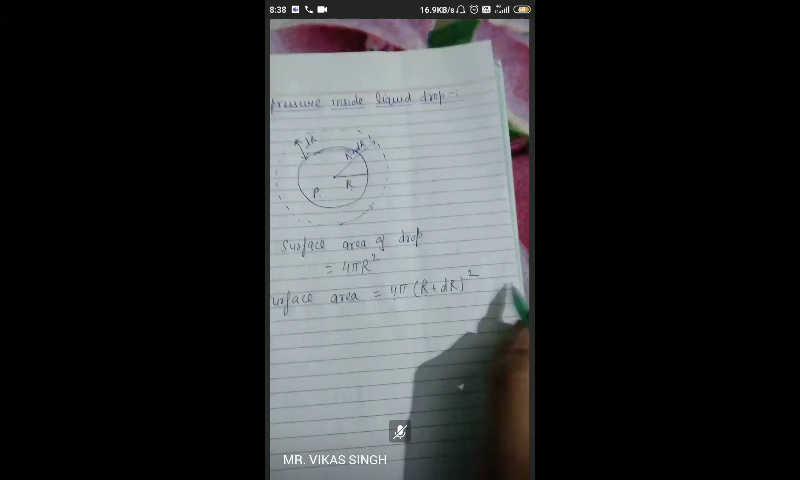 8:38 16.9KB/s
pressure inside liquid drop :-
dR
R+dR
R
P.
Surface area of drop
= 4πR²
urface area = 4π (R+dR)²
MR. VIKAS SINGH